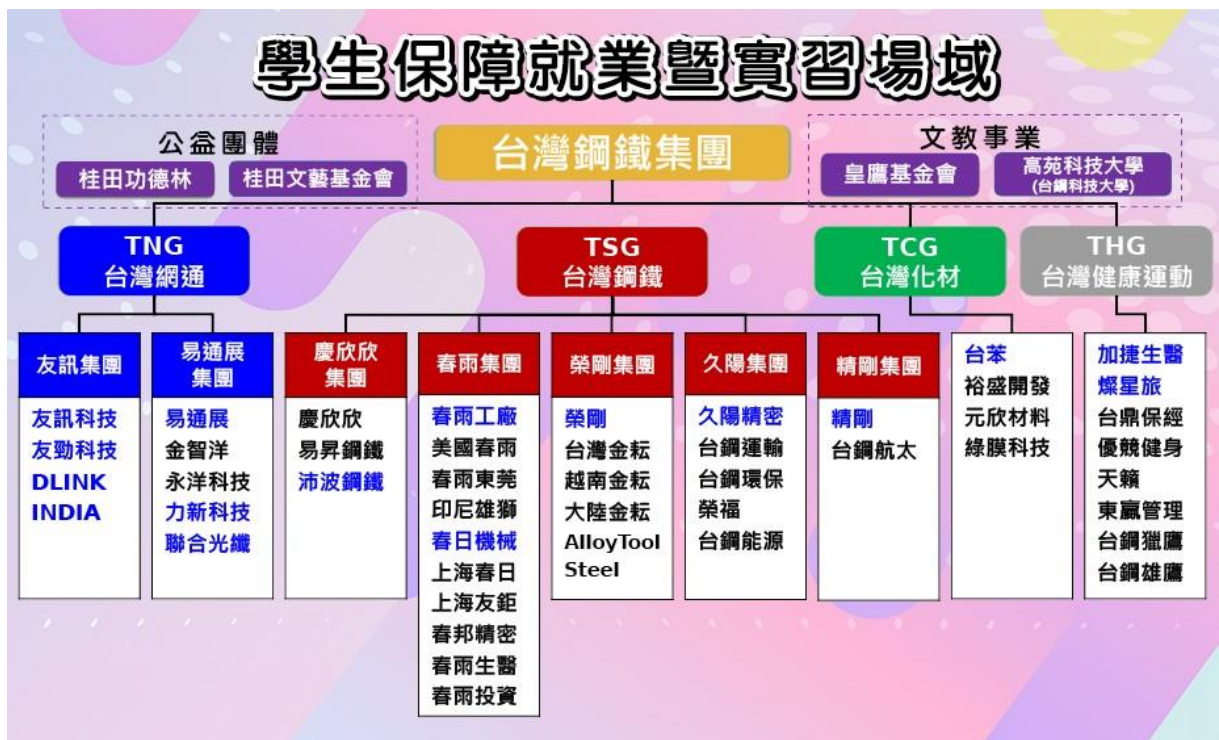 學生保障就業暨實習場域
公益團體
桂田功德林
桂田文藝基金會
台灣鋼鐵集團
文教事業
皇鷹基金會
高苑科技大學
(台鋼科技大學)
TNG
台灣網通
TSG
台灣鋼鐵
TCG
台灣化材
THG
台灣健康運動
友訊集團
友訊科技
友勁科技
DLINK
INDIA
易通展
集團
易通展
金智洋
永洋科技
力新科技
聯合光纖
慶欣欣
集團
慶欣欣
易昇鋼鐵
沛波鋼鐵
春雨集團
春雨工廠
美國春雨
春雨東莞
印尼雄獅
春日機械
上海春日
上海友鉅
春邦精密
春雨生醫
春雨投資
榮剛集團
榮剛
台灣金耘
越南金耘
大陸金耘
AlloyTool
Steel
久陽集團
久陽精密
台鋼運輸
台鋼環保
榮福
台鋼能源
精剛集團
精剛
台鋼航太
台苯
裕盛開發
元欣材料
綠膜科技
加捷生醫
燦星旅
台鼎保經
優競健身
天籟
東贏管理
台鋼獵鷹
台鋼雄鷹